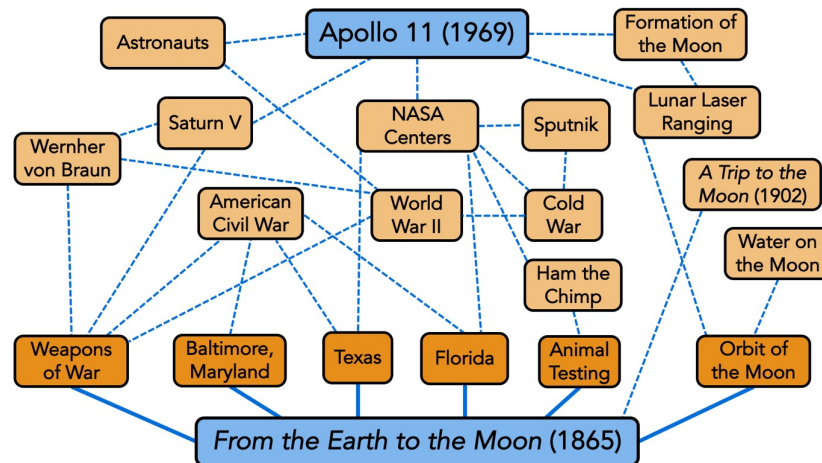 Astronauts
Apollo 11 (1969)
Formation of
the Moon
Saturn V
NASA
Centers
Sputnik
Lunar Laser
Ranging
Wernher
von Braun
American
Civil War
World
War II
Cold
War
A Trip to the
Moon (1902)
Water on
the Moon
Ham the
Chimp
Weapons
of War
Baltimore,
Maryland
Texas
Florida
Animal
Testing
Orbit of
the Moon
From the Earth to the Moon (1865)